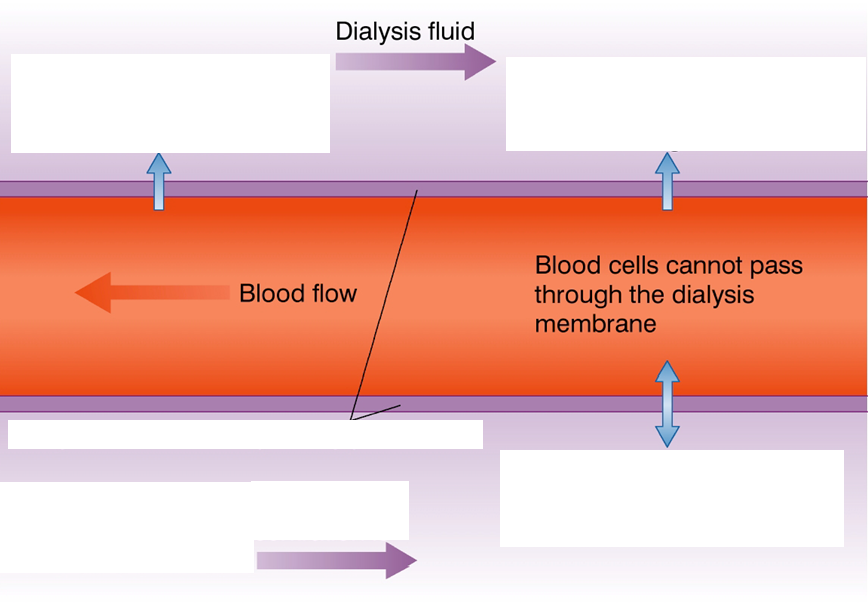 Dialysis fluid
Blood flow
Blood cells cannot pass
through the dialysis
membrane